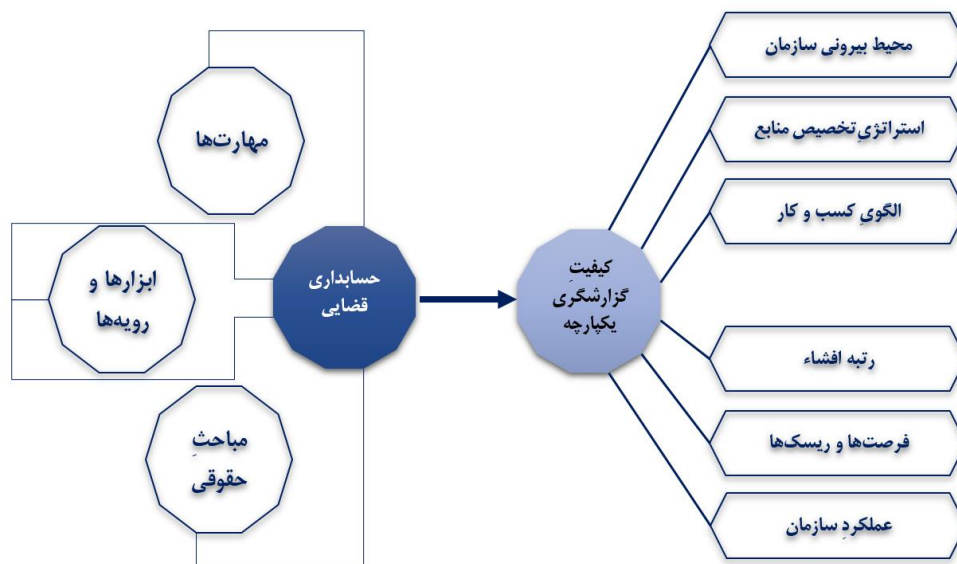 محیط بیرونی سازمان
استراتژیِ تخصیص منابع
الگویِ کسب و کار
رتبه افشاء
فرصت‌ها و ریسک‌ها
عملکردِ سازمان
کیفیتِ
گزارشگری
یکپارچه
حسابداری
قضایی
مهارت‌ها
ابزارها و
رویه‌ها
مباحثِ
حقوقی